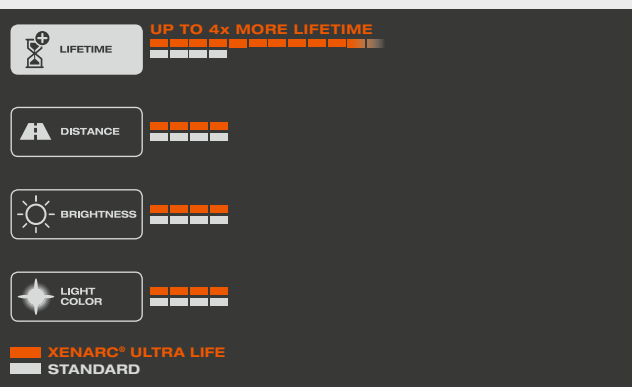 UP TO 4x MORE LIFETIME
LIFETIME
DISTANCE
BRIGHTNESS
LIGHT
COLOR
XENARC® ULTRA LIFE
STANDARD